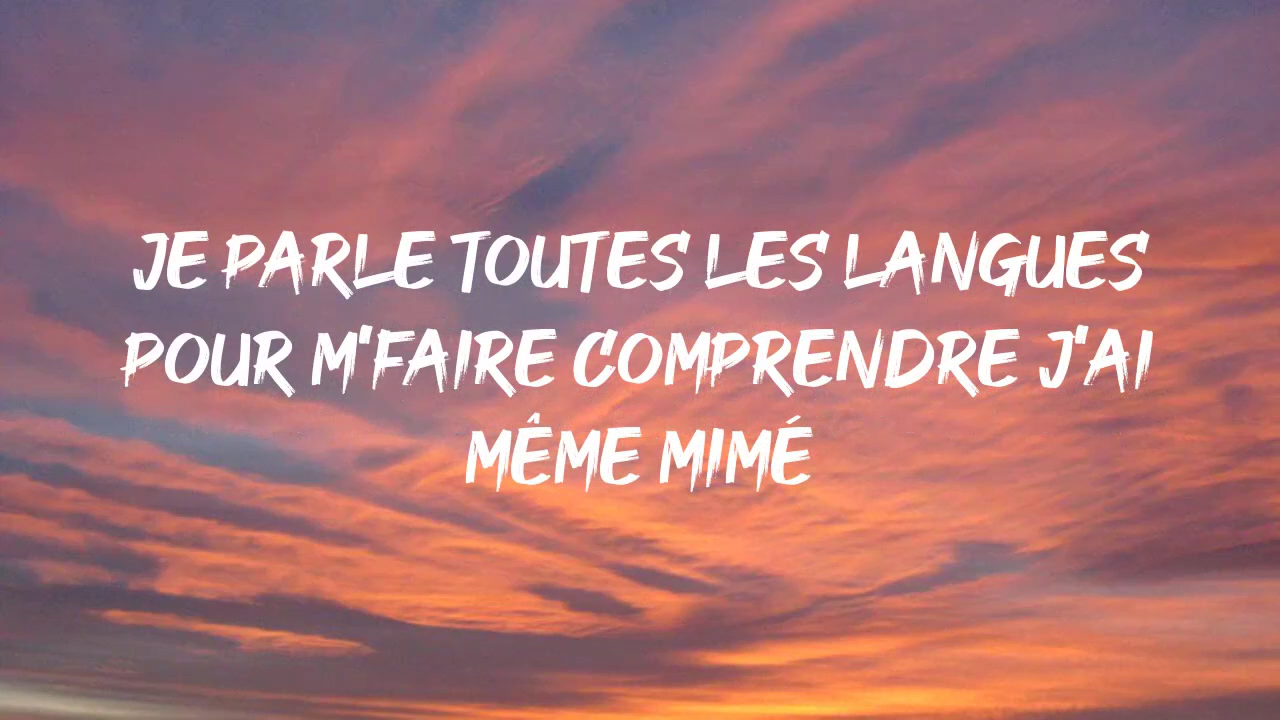 JE PARLE TOUTES LES LANGUES
POUR M'FAIRE COMPRENDRE J'AI
MÊME MIMÉ